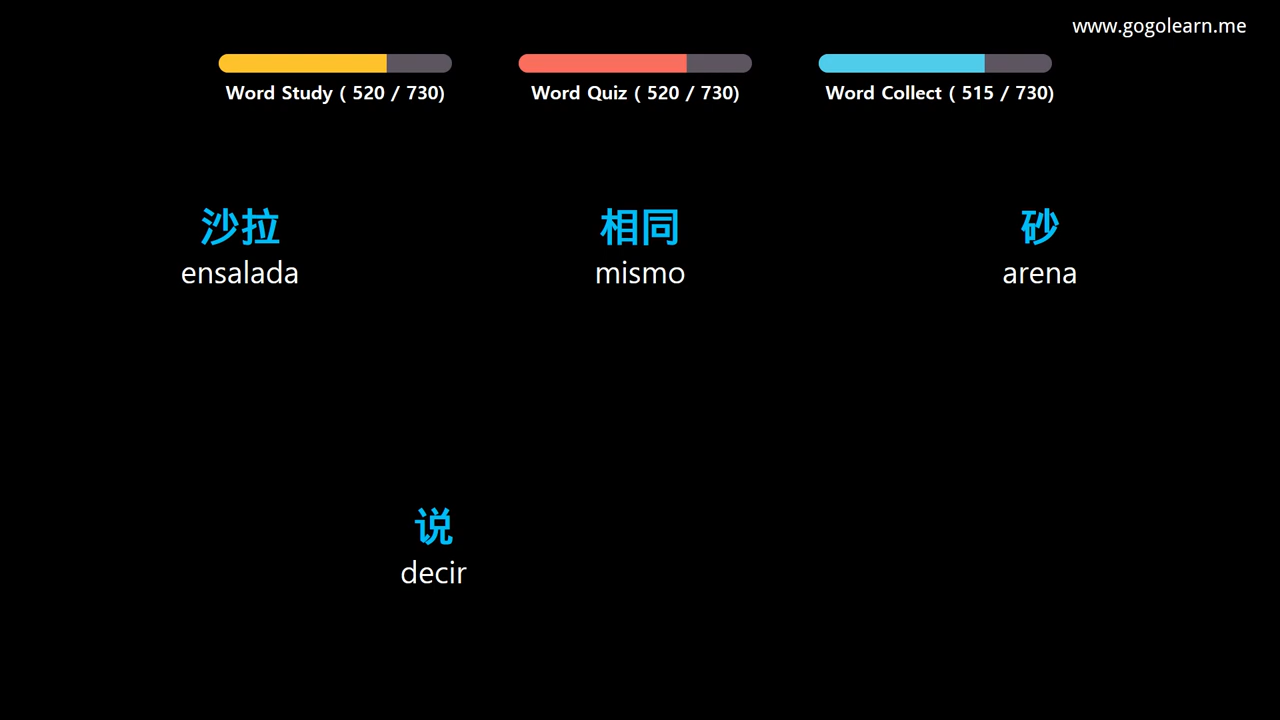 www.gogolearn.me
Word Study ( 520 / 730)
Word Quiz ( 520 / 730)
Word Collect ( 515 / 730)
沙拉
ensalada
相同
mismo
砂
arena
说
decir